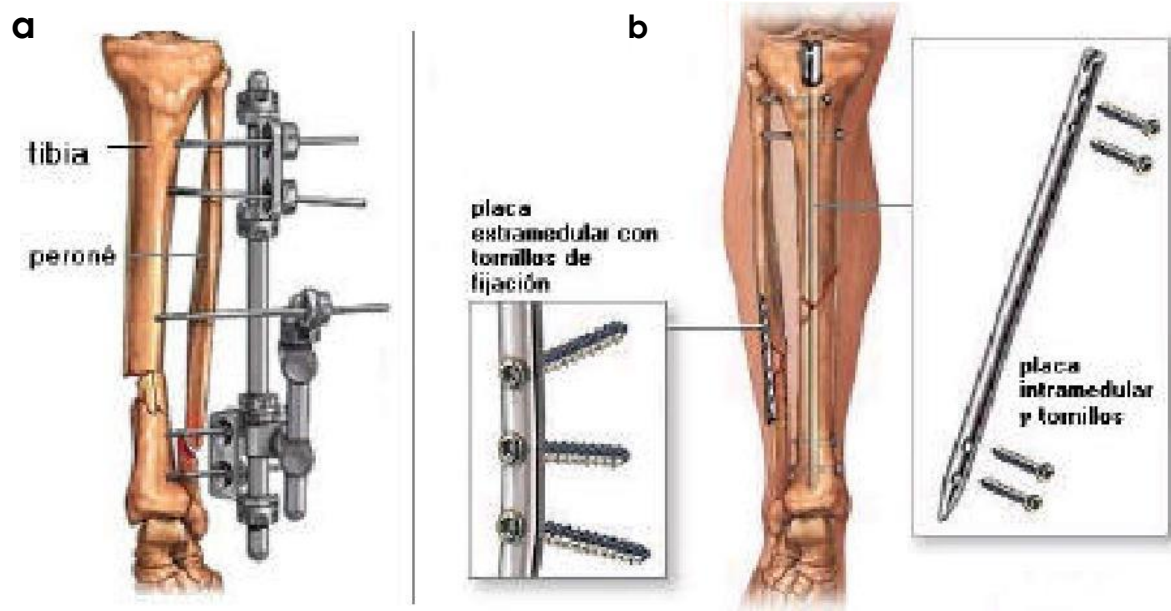 a
tibia
peroné
b
placa
extramedular con
tornillos de
fijación
placa
intramedular
y tornillos